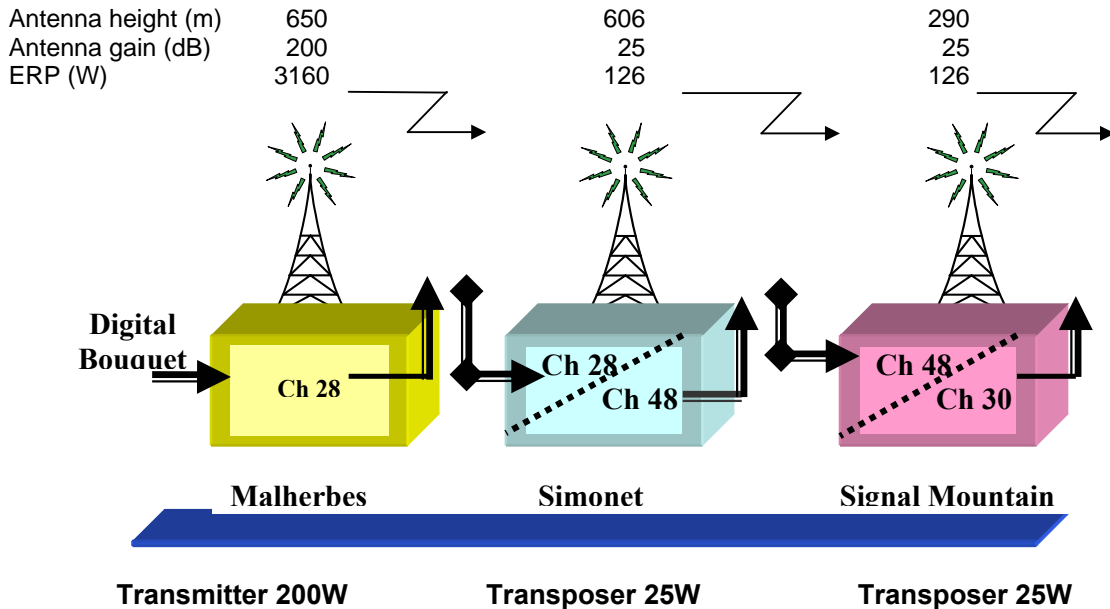 Antenna height (m) 650 606 290
Antenna gain (dB) 200 25 25
ERP (W) 3160 126 126
Digital
Bouquet
Ch 28
Ch 28
Ch 48
Ch 48
Ch 30
Malherbes Simonet Signal Mountain
Transmitter 200W Transposer 25W Transposer 25W